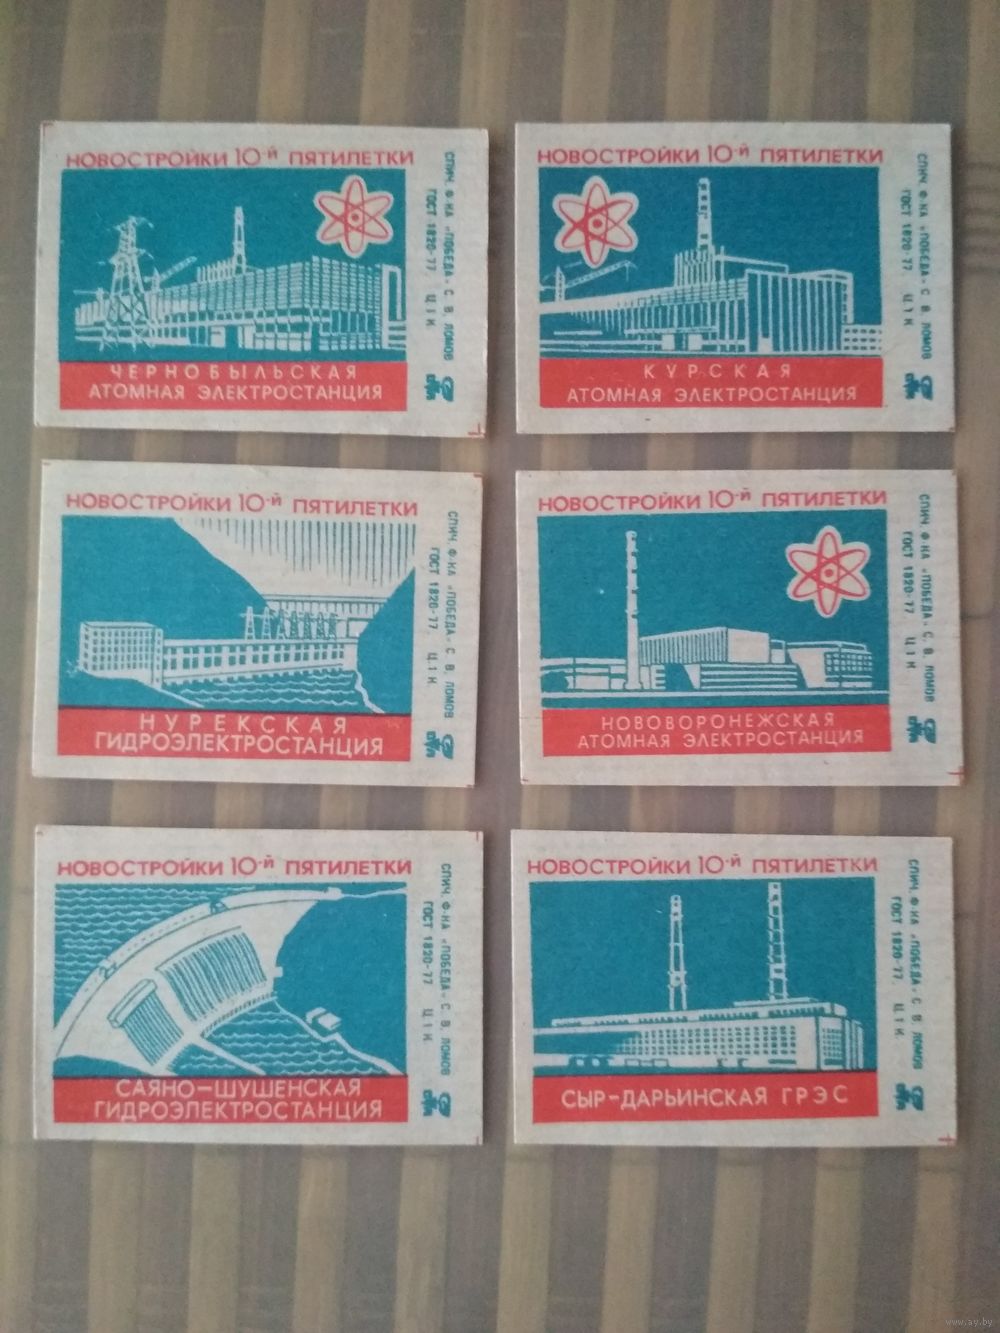 НОВОСТРОЙКИ 10-й ПЯТИЛЕТКИ
ЧЕРНОБЫЛЬСКАЯ
АТОМНАЯ ЭЛЕКТРОСТАНЦИЯ
СПИЧ. Ф-КА «ПОБЕДА» С. В. ЛОМОВ
ГОСТ 1820-77. Ц 1 К
НОВОСТРОЙКИ 10-й ПЯТИЛЕТКИ
КУРСКАЯ
АТОМНАЯ ЭЛЕКТРОСТАНЦИЯ
СПИЧ. Ф-КА «ПОБЕДА» С. В. ЛОМОВ
ГОСТ 1820-77. Ц 1 К
НОВОСТРОЙКИ 10-й ПЯТИЛЕТКИ
НУРЕКСКАЯ
ГИДРОЭЛЕКТРОСТАНЦИЯ
СПИЧ. Ф-КА «ПОБЕДА» С. В. ЛОМОВ
ГОСТ 1820-77. Ц 1 К
НОВОСТРОЙКИ 10-й ПЯТИЛЕТКИ
НОВОВОРОНЕЖСКАЯ
АТОМНАЯ ЭЛЕКТРОСТАНЦИЯ
СПИЧ. Ф-КА «ПОБЕДА» С. В. ЛОМОВ
ГОСТ 1820-77. Ц 1 К
НОВОСТРОЙКИ 10-й ПЯТИЛЕТКИ
САЯНО-ШУШЕНСКАЯ
ГИДРОЭЛЕКТРОСТАНЦИЯ
СПИЧ. Ф-КА «ПОБЕДА» С. В. ЛОМОВ
ГОСТ 1820-77 Ц 1 К
НОВОСТРОЙКИ 10-й ПЯТИЛЕТКИ
СЫР-ДАРЬИНСКАЯ ГРЭС
СПИЧ. Ф-КА «ПОБЕДА» С. В. ЛОМОВ
ГОСТ 1820-77. Ц 1 К
www.ay.by